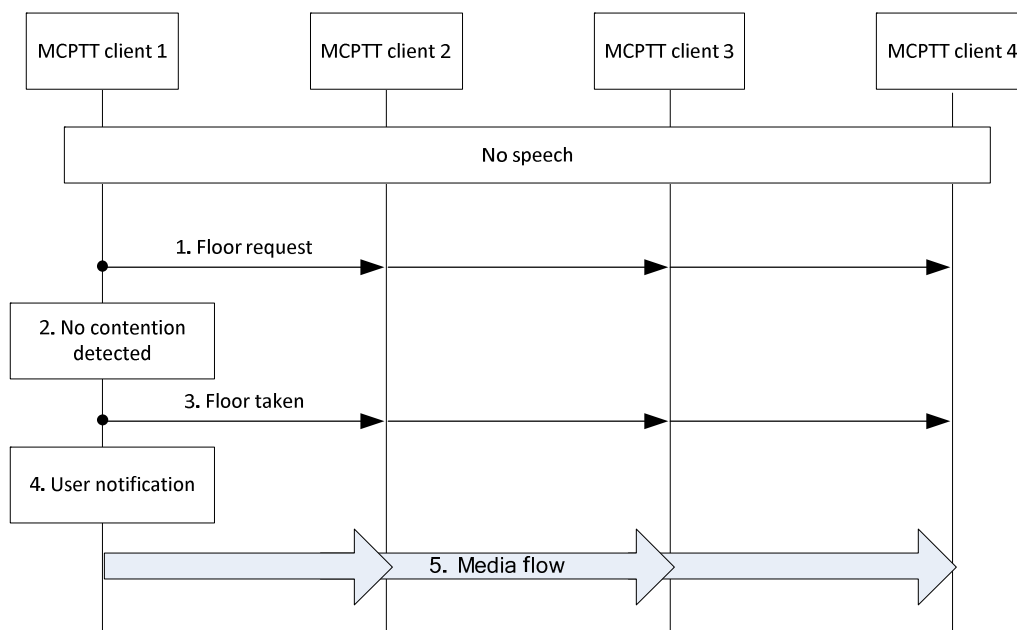 MCPTT client 1
MCPTT client 2
MCPTT client 3
MCPTT client 4
No speech
1. Floor request
2. No contention
detected
3. Floor taken
4. User notification
5. Media flow